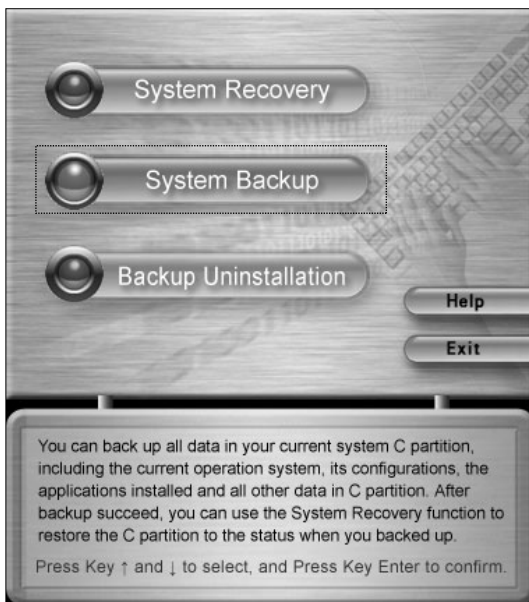 System Recovery
System Backup
Backup Uninstallation
Help
Exit
You can back up all data in your current system C partition,
including the current operation system, its configurations, the
applications installed and all other data in C partition. After
backup succeed, you can use the System Recovery function to
restore the C partition to the status when you backed up.
Press Key ↑ and ↓ to select, and Press Key Enter to confirm.